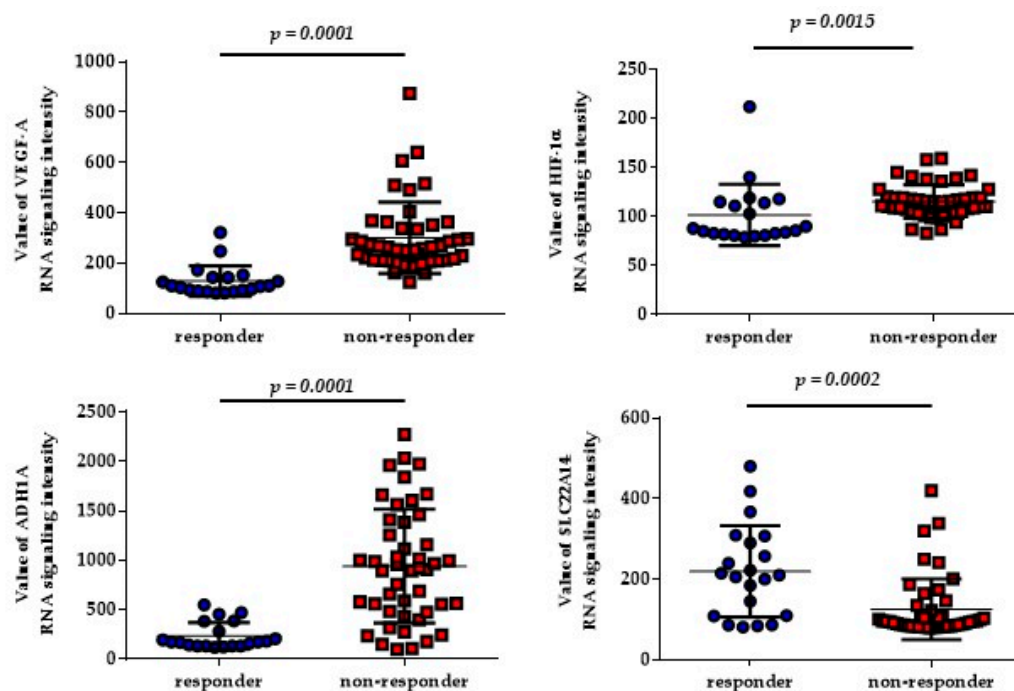 p = 0.0001
Value of VEGF-A
RNA signaling intensity
1000
800
600
400
200
0
responder
non-responder
p = 0.0015
Value of HIF-1α
RNA signaling intensity
250
200
150
100
50
0
responder
non-responder
p = 0.0001
Value of ADH1A
RNA signaling intensity
2500
2000
1500
1000
500
0
responder
non-responder
p = 0.0002
Value of SLC22A14
RNA signaling intensity
600
400
200
0
responder
non-responder